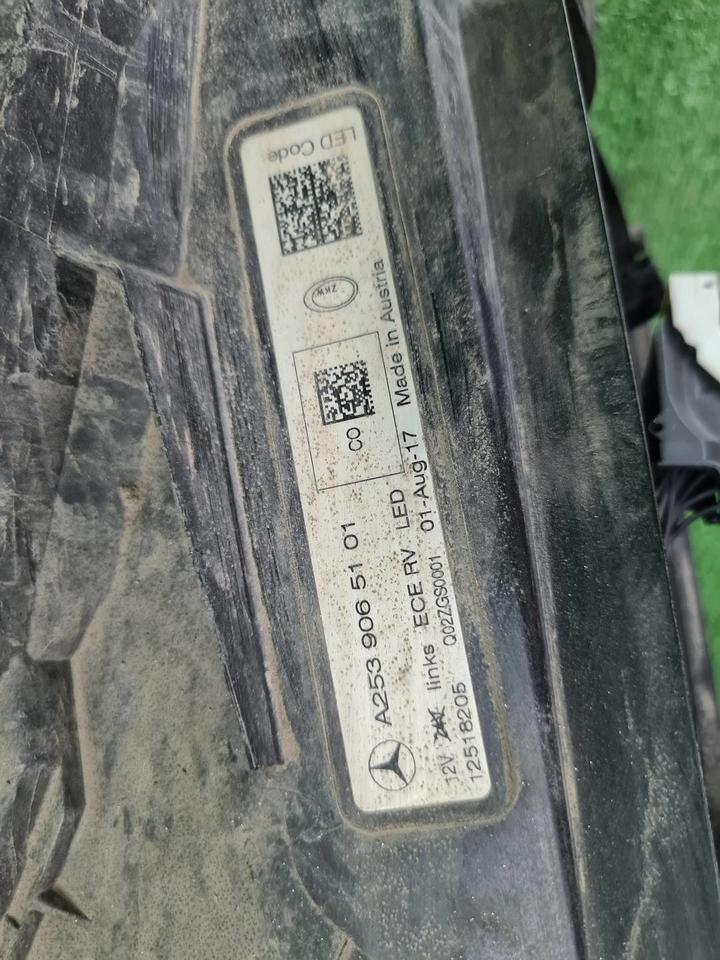 A253 906 51 01
12V 24V links ECE RV LED
12518205 Q02ZGS0001 01-Aug-17 Made in Austria
CO
ZKW
LED Code